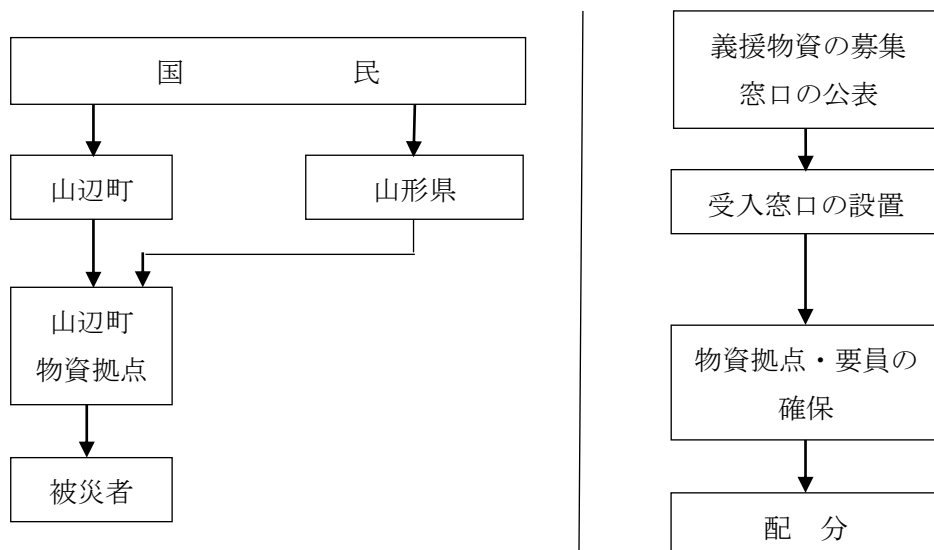 国　民
山辺町
山形県
山辺町
物資拠点
被災者
義援物資の募集
窓口の公表
受入窓口の設置
物資拠点・要員の
確保
配　分